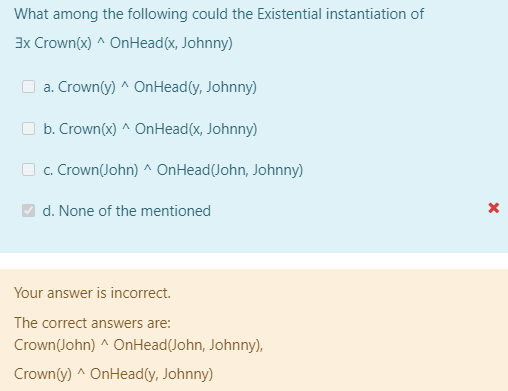 What among the following could the Existential instantiation of
∃x Crown(x) ^ OnHead(x, Johnny)
a. Crown(y) ^ OnHead(y, Johnny)
b. Crown(x) ^ OnHead(x, Johnny)
c. Crown(John) ^ OnHead(John, Johnny)
d. None of the mentioned
Your answer is incorrect.
The correct answers are:
Crown(John) ^ OnHead(John, Johnny),
Crown(y) ^ OnHead(y, Johnny)